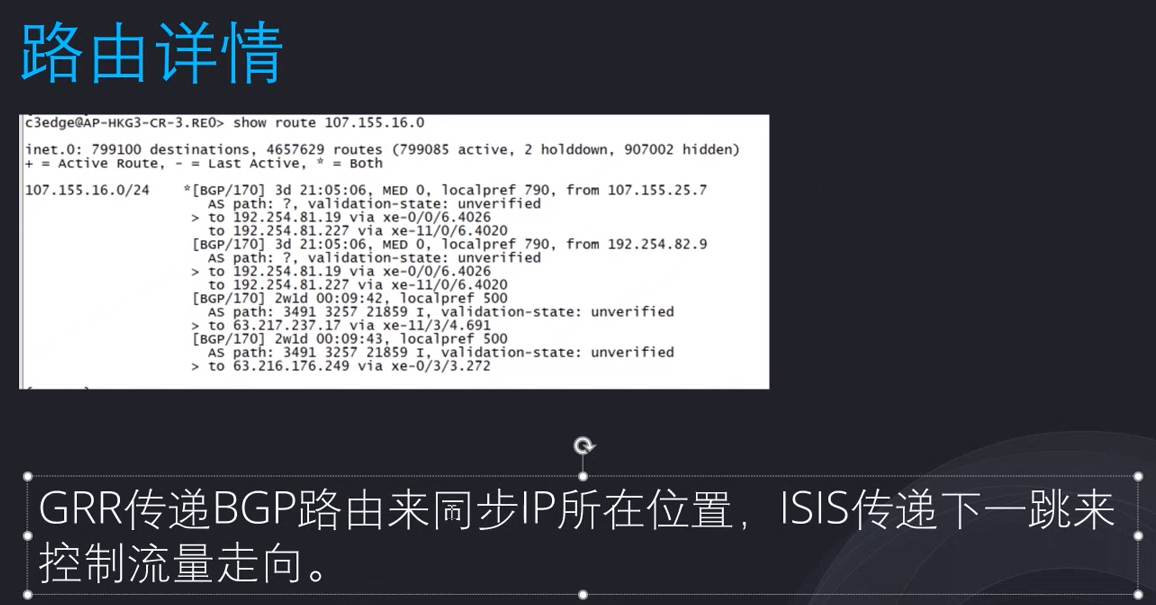 路由详情
c3edge@AP-HKG3-CR-3.RE0> show route 107.155.16.0
inet.0: 799100 destinations, 4657629 routes (799085 active, 2 holddown, 907002 hidden)
+ = Active Route, - = Last Active, * = Both
107.155.16.0/24    *[BGP/170] 3d 21:05:06, MED 0, localpref 790, from 107.155.25.7
AS path: ?, validation-state: unverified
> to 192.254.81.19 via xe-0/0/6.4026
to 192.254.81.227 via xe-11/0/6.4020
[BGP/170] 3d 21:05:06, MED 0, localpref 790, from 192.254.82.9
AS path: ?, validation-state: unverified
> to 192.254.81.19 via xe-0/0/6.4026
to 192.254.81.227 via xe-11/0/6.4020
[BGP/170] 2w1d 00:09:42, localpref 500
AS path: 3491 3257 21859 I, validation-state: unverified
> to 63.217.237.17 via xe-11/3/4.691
[BGP/170] 2w1d 00:09:43, localpref 500
AS path: 3491 3257 21859 I, validation-state: unverified
> to 63.216.176.249 via xe-0/3/3.272
GRR传递BGP路由来同步IP所在位置，ISIS传递下一跳来
控制流量走向。